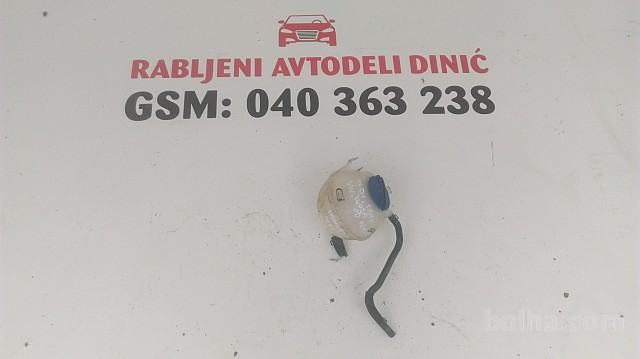 RABLJENI AVTODELI DINIĆ
GSM: 040 363 238
bolha.com